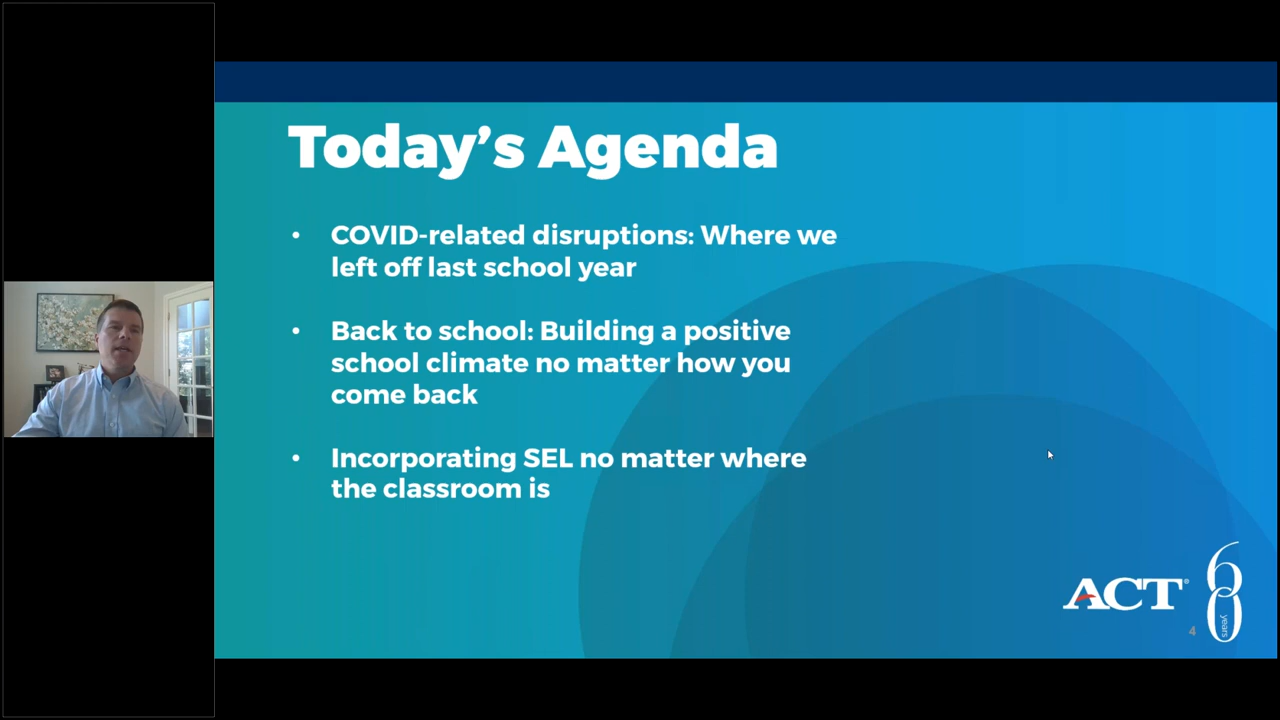 Today’s Agenda
• COVID-related disruptions: Where we
left off last school year
• Back to school: Building a positive
school climate no matter how you
come back
• Incorporating SEL no matter where
the classroom is
ACT®
60
years
4